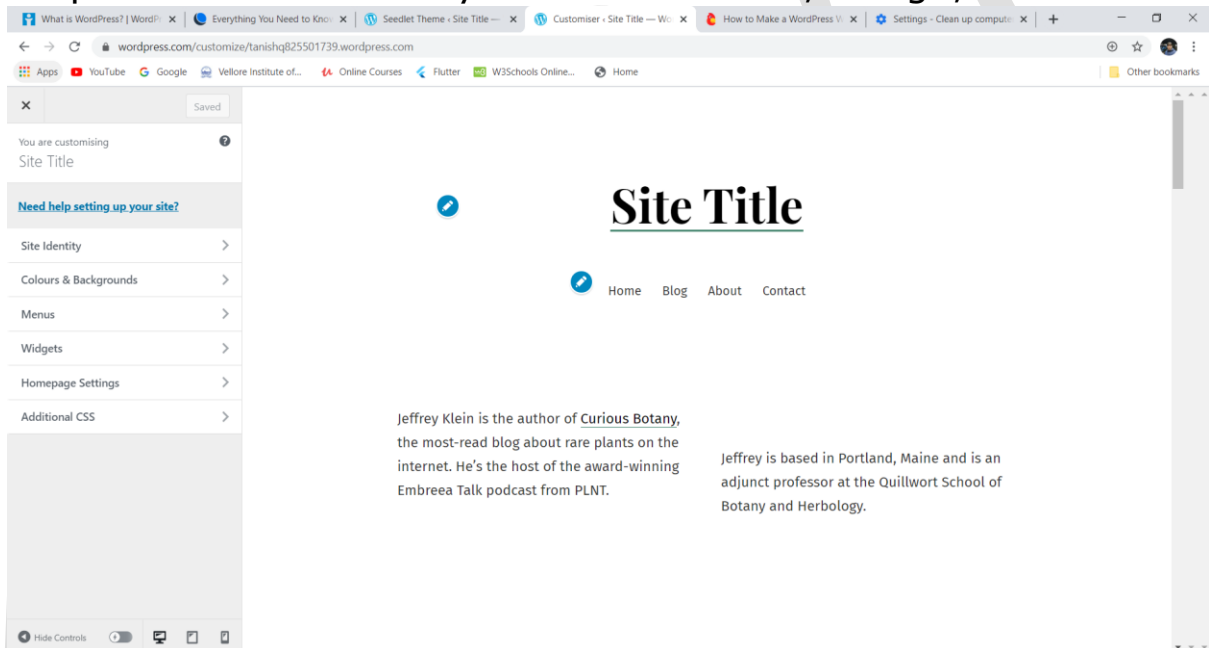 What is WordPress? | WordPr
Everything You Need to Know
Seedlet Theme ‹ Site Title —
Customiser ‹ Site Title — Wo
How to Make a WordPress W
Settings - Clean up compute
wordpress.com/customize/tanishq825501739.wordpress.com
Apps YouTube Google Vellore Institute of... Online Courses Flutter W3Schools Online... Home Other bookmarks
Saved
You are customising
Site Title
Need help setting up your site?
Site Identity
Colours & Backgrounds
Menus
Widgets
Homepage Settings
Additional CSS
Hide Controls
Site Title
Home Blog About Contact
Jeffrey Klein is the author of Curious Botany,
the most-read blog about rare plants on the
internet. He's the host of the award-winning
Embreea Talk podcast from PLNT.
Jeffrey is based in Portland, Maine and is an
adjunct professor at the Quillwort School of
Botany and Herbology.